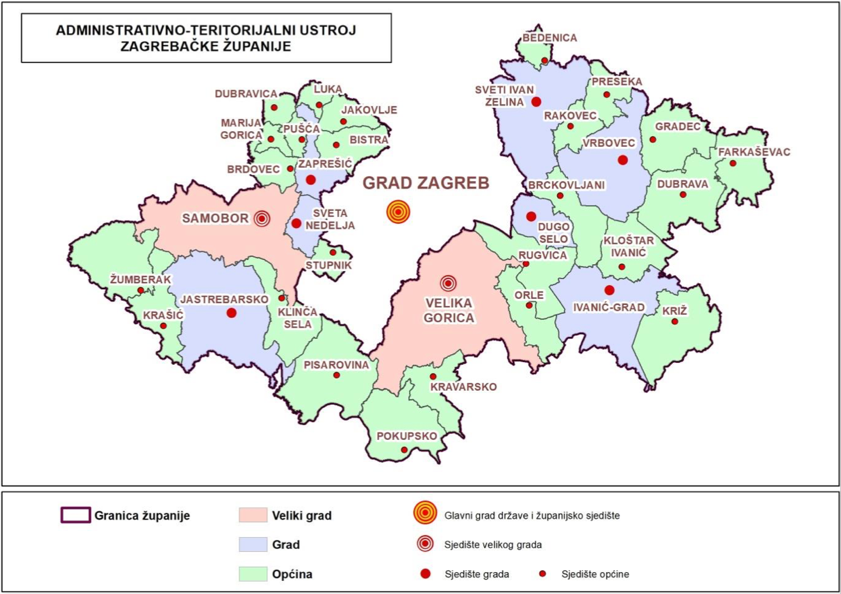 ADMINISTRATIVNO-TERITORIJALNI USTROJ
ZAGREBAČKE ŽUPANIJE
BEDENICA
DUBRAVICA
LUKA
SVETI IVAN
ZELINA
PRESEKA
JAKOVLJE
MARIJA
GORICA
PUŠĆA
RAKOVEC
GRADEC
BISTRA
VRBOVEC
FARKAŠEVAC
BRDOVEC
ZAPREŠIĆ
GRAD ZAGREB
BRCKOVLJANI
DUBRAVA
SAMOBOR
SVETA
NEDELJA
DUGO
SELO
KLOŠTAR
IVANIĆ
STUPNIK
RUGVICA
ŽUMBERAK
JASTREBARSKO
VELIKA
GORICA
ORLE
IVANIĆ-GRAD
KRIŽ
KRAŠIĆ
KLINČA
SELA
PISAROVINA
KRAVARSKO
POKUPSKO
Granica županije
Veliki grad
Glavni grad države i županijsko sjedište
Grad
Sjedište velikog grada
Općina
Sjedište grada
Sjedište općine